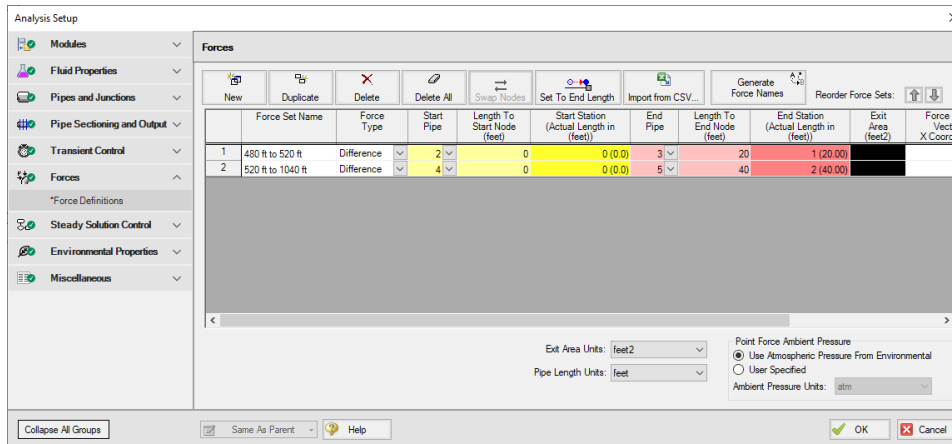 Analysis Setup
Modules
Fluid Properties
Pipes and Junctions
Pipe Sectioning and Output
Transient Control
Forces
*Force Definitions
Steady Solution Control
Environmental Properties
Miscellaneous
Forces
New Duplicate Delete Delete All Swap Nodes Set To End Length Import from CSV... Generate Force Names Reorder Force Sets:
Force Set Name Force Type Start Pipe Length To Start Node (feet) Start Station (Actual Length in (feet)) End Pipe Length To End Node (feet) End Station (Actual Length in (feet)) Exit Area (feet2) Force Vect X Coord
1 480 ft to 520 ft Difference 2 0 0 (0.0) 3 20 1 (20.00)
2 520 ft to 1040 ft Difference 4 0 0 (0.0) 5 40 2 (40.00)
Exit Area Units: feet2
Pipe Length Units: feet
Point Force Ambient Pressure
Use Atmospheric Pressure From Environmental
User Specified
Ambient Pressure Units: atm
Collapse All Groups Same As Parent Help OK Cancel